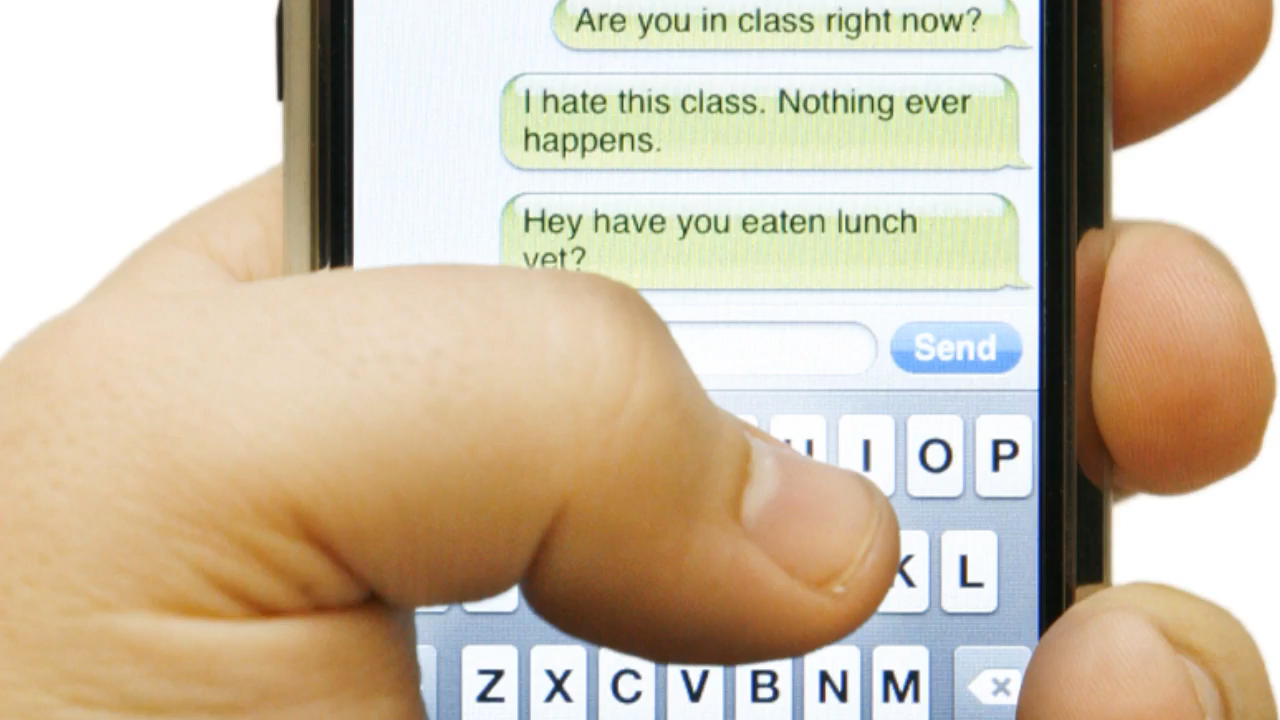 Are you in class right now?
I hate this class. Nothing ever
happens.
Hey have you eaten lunch
yet?
Send
I O P
K L
Z X C V B N M